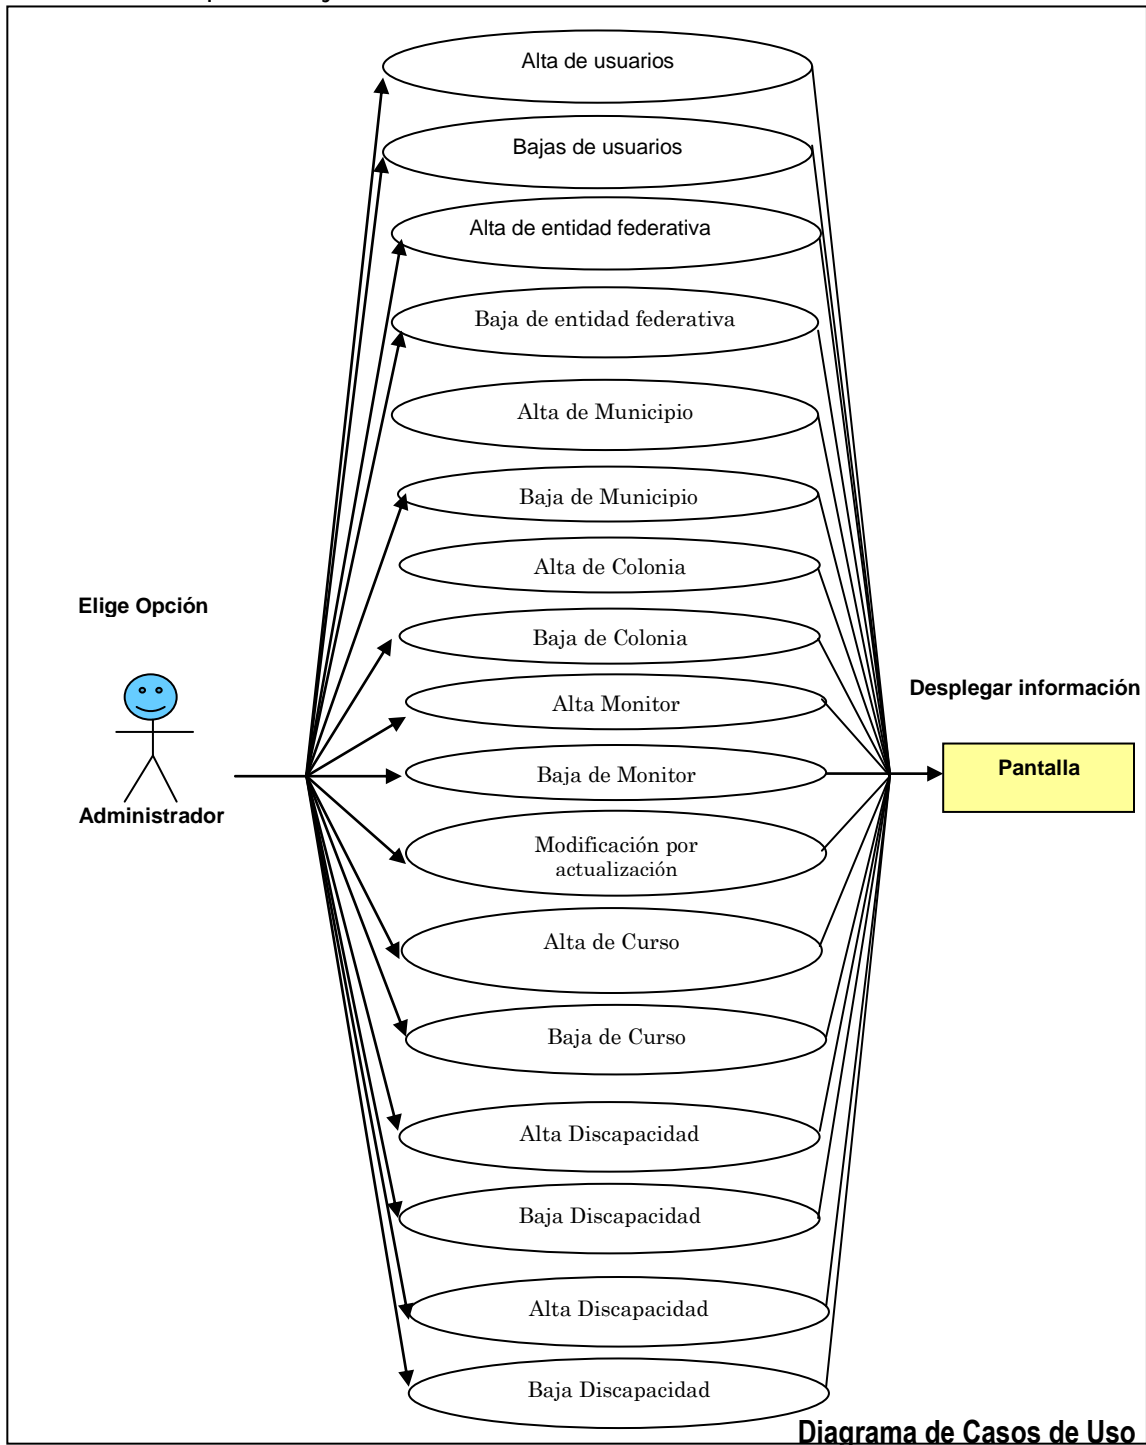 Alta de usuarios
Bajas de usuarios
Alta de entidad federativa
Baja de entidad federativa
Alta de Municipio
Baja de Municipio
Alta de Colonia
Elige Opción
Baja de Colonia
Alta Monitor
Desplegar información
Baja de Monitor
Pantalla
Administrador
Modificación por
actualización
Alta de Curso
Baja de Curso
Alta Discapacidad
Baja Discapacidad
Alta Discapacidad
Baja Discapacidad
Diagrama de Casos de Uso